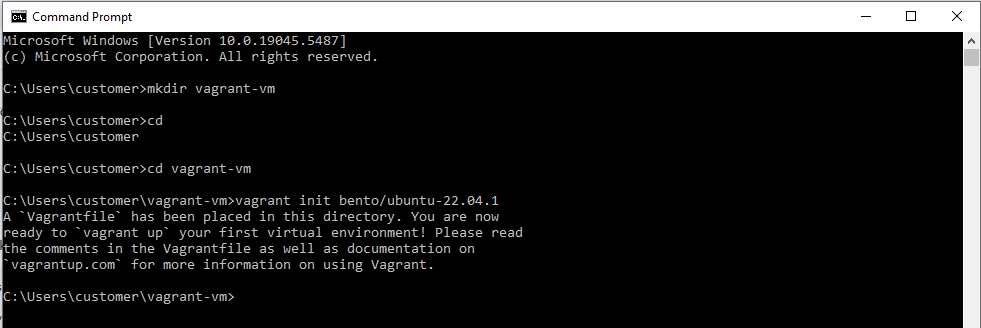 Command Prompt
Microsoft Windows [Version 10.0.19045.5487]
(c) Microsoft Corporation. All rights reserved.
C:\Users\customer>mkdir vagrant-vm
C:\Users\customer>cd
C:\Users\customer
C:\Users\customer>cd vagrant-vm
C:\Users\customer\vagrant-vm>vagrant init bento/ubuntu-22.04.1
A `Vagrantfile` has been placed in this directory. You are now
ready to `vagrant up` your first virtual environment! Please read
the comments in the Vagrantfile as well as documentation on
`vagrantup.com` for more information on using Vagrant.
C:\Users\customer\vagrant-vm>